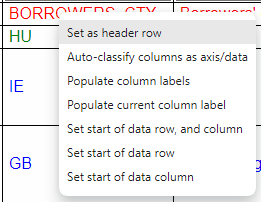 BORROWERS_CTY Borrowers'
HU
Set as header row
Auto-classify columns as axis/data
Populate column labels
IE
Populate current column label
Set start of data row, and column
Set start of data row
GB
Set start of data column